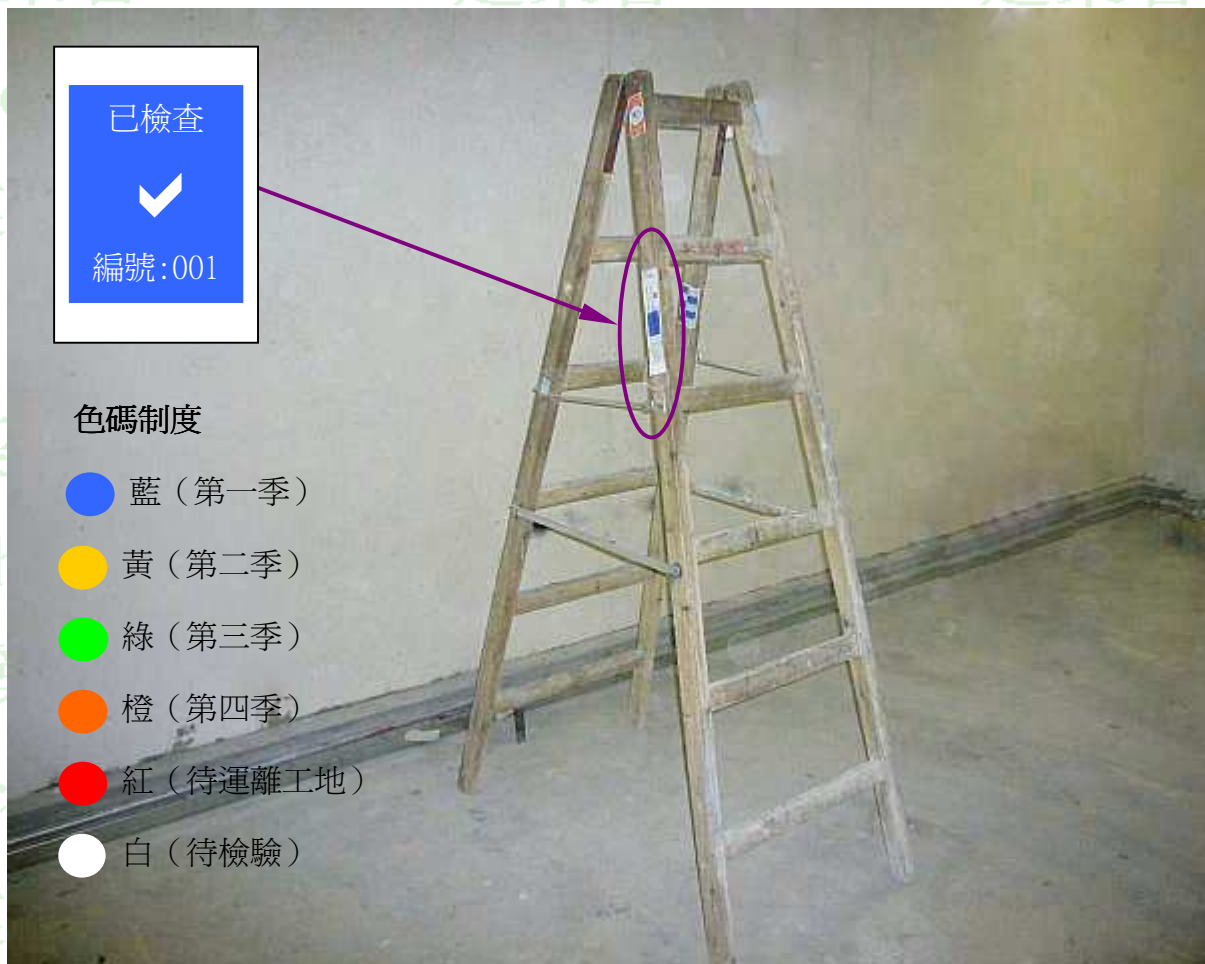 已檢查
編號:001
色碼制度
藍（第一季）
黃（第二季）
綠（第三季）
橙（第四季）
紅（待運離工地）
白（待檢驗）